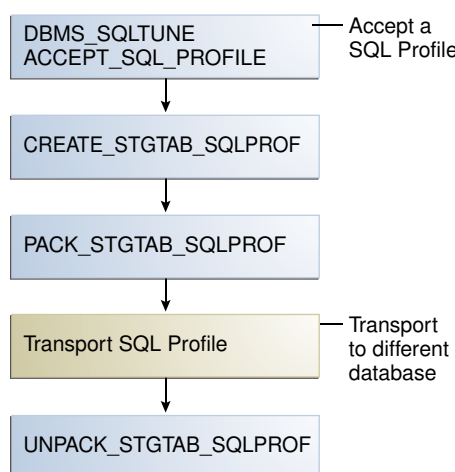 DBMS_SQLTUNE
ACCEPT_SQL_PROFILE
Accept a
SQL Profile
CREATE_STGTAB_SQLPROF
PACK_STGTAB_SQLPROF
Transport SQL Profile
Transport
to different
database
UNPACK_STGTAB_SQLPROF